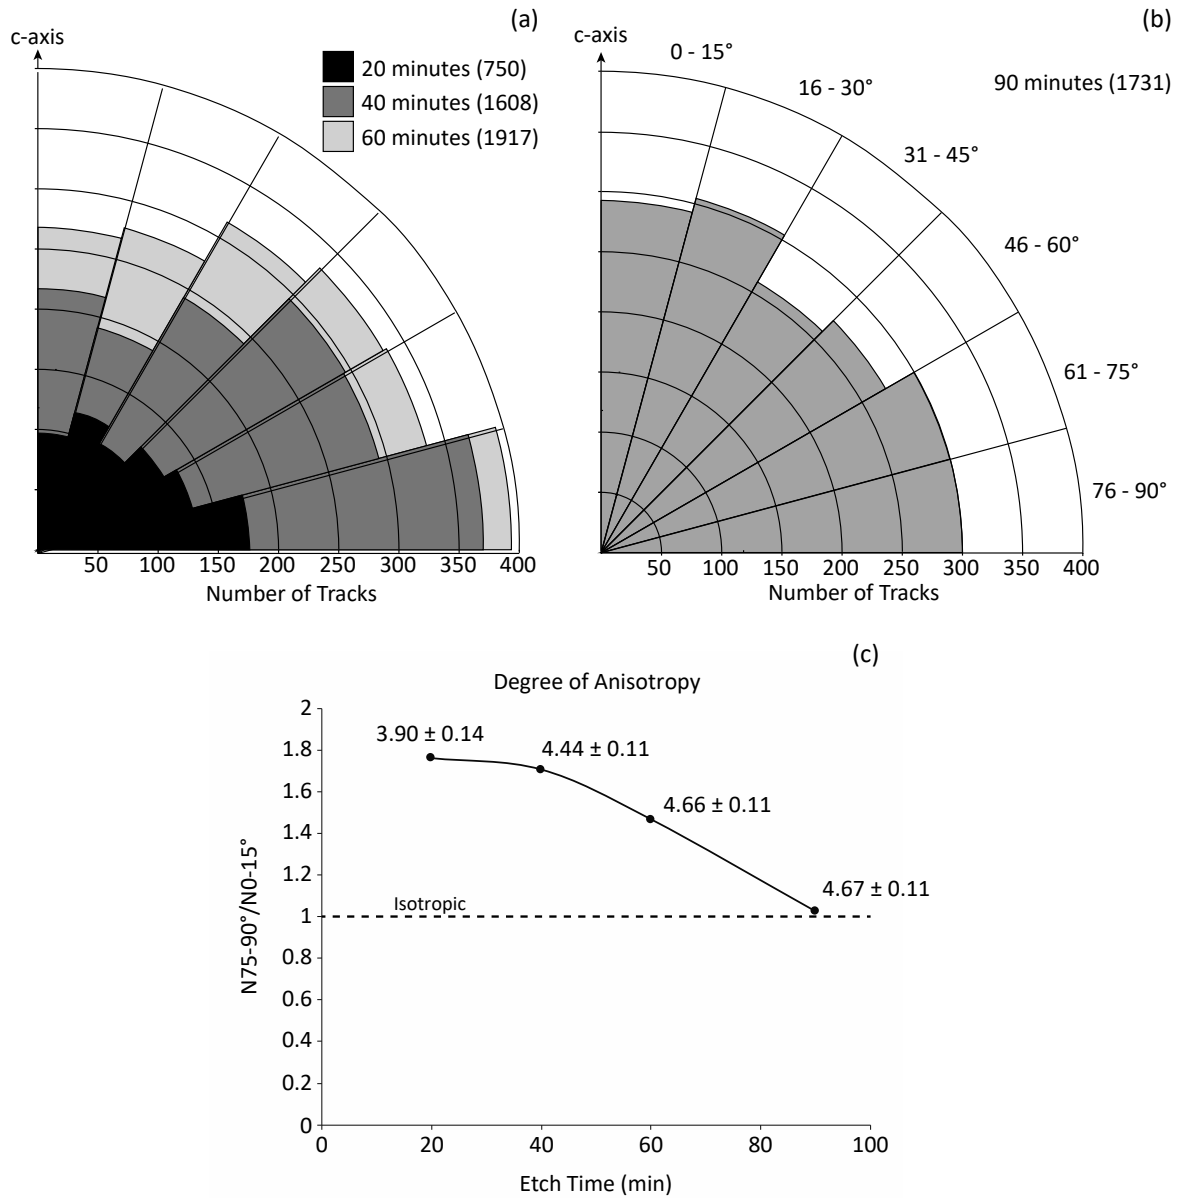 (a)
c-axis
20 minutes (750)
40 minutes (1608)
60 minutes (1917)
50 100 150 200 250 300 350 400
Number of Tracks
(b)
c-axis
0 - 15°
16 - 30°
90 minutes (1731)
31 - 45°
46 - 60°
61 - 75°
76 - 90°
50 100 150 200 250 300 350 400
Number of Tracks
(c)
Degree of Anisotropy
2
1.8
1.6
1.4
1.2
1
0.8
0.6
0.4
0.2
0
N75-90°/N0-15°
3.90 ± 0.14
4.44 ± 0.11
4.66 ± 0.11
4.67 ± 0.11
Isotropic
0 20 40 60 80 100
Etch Time (min)